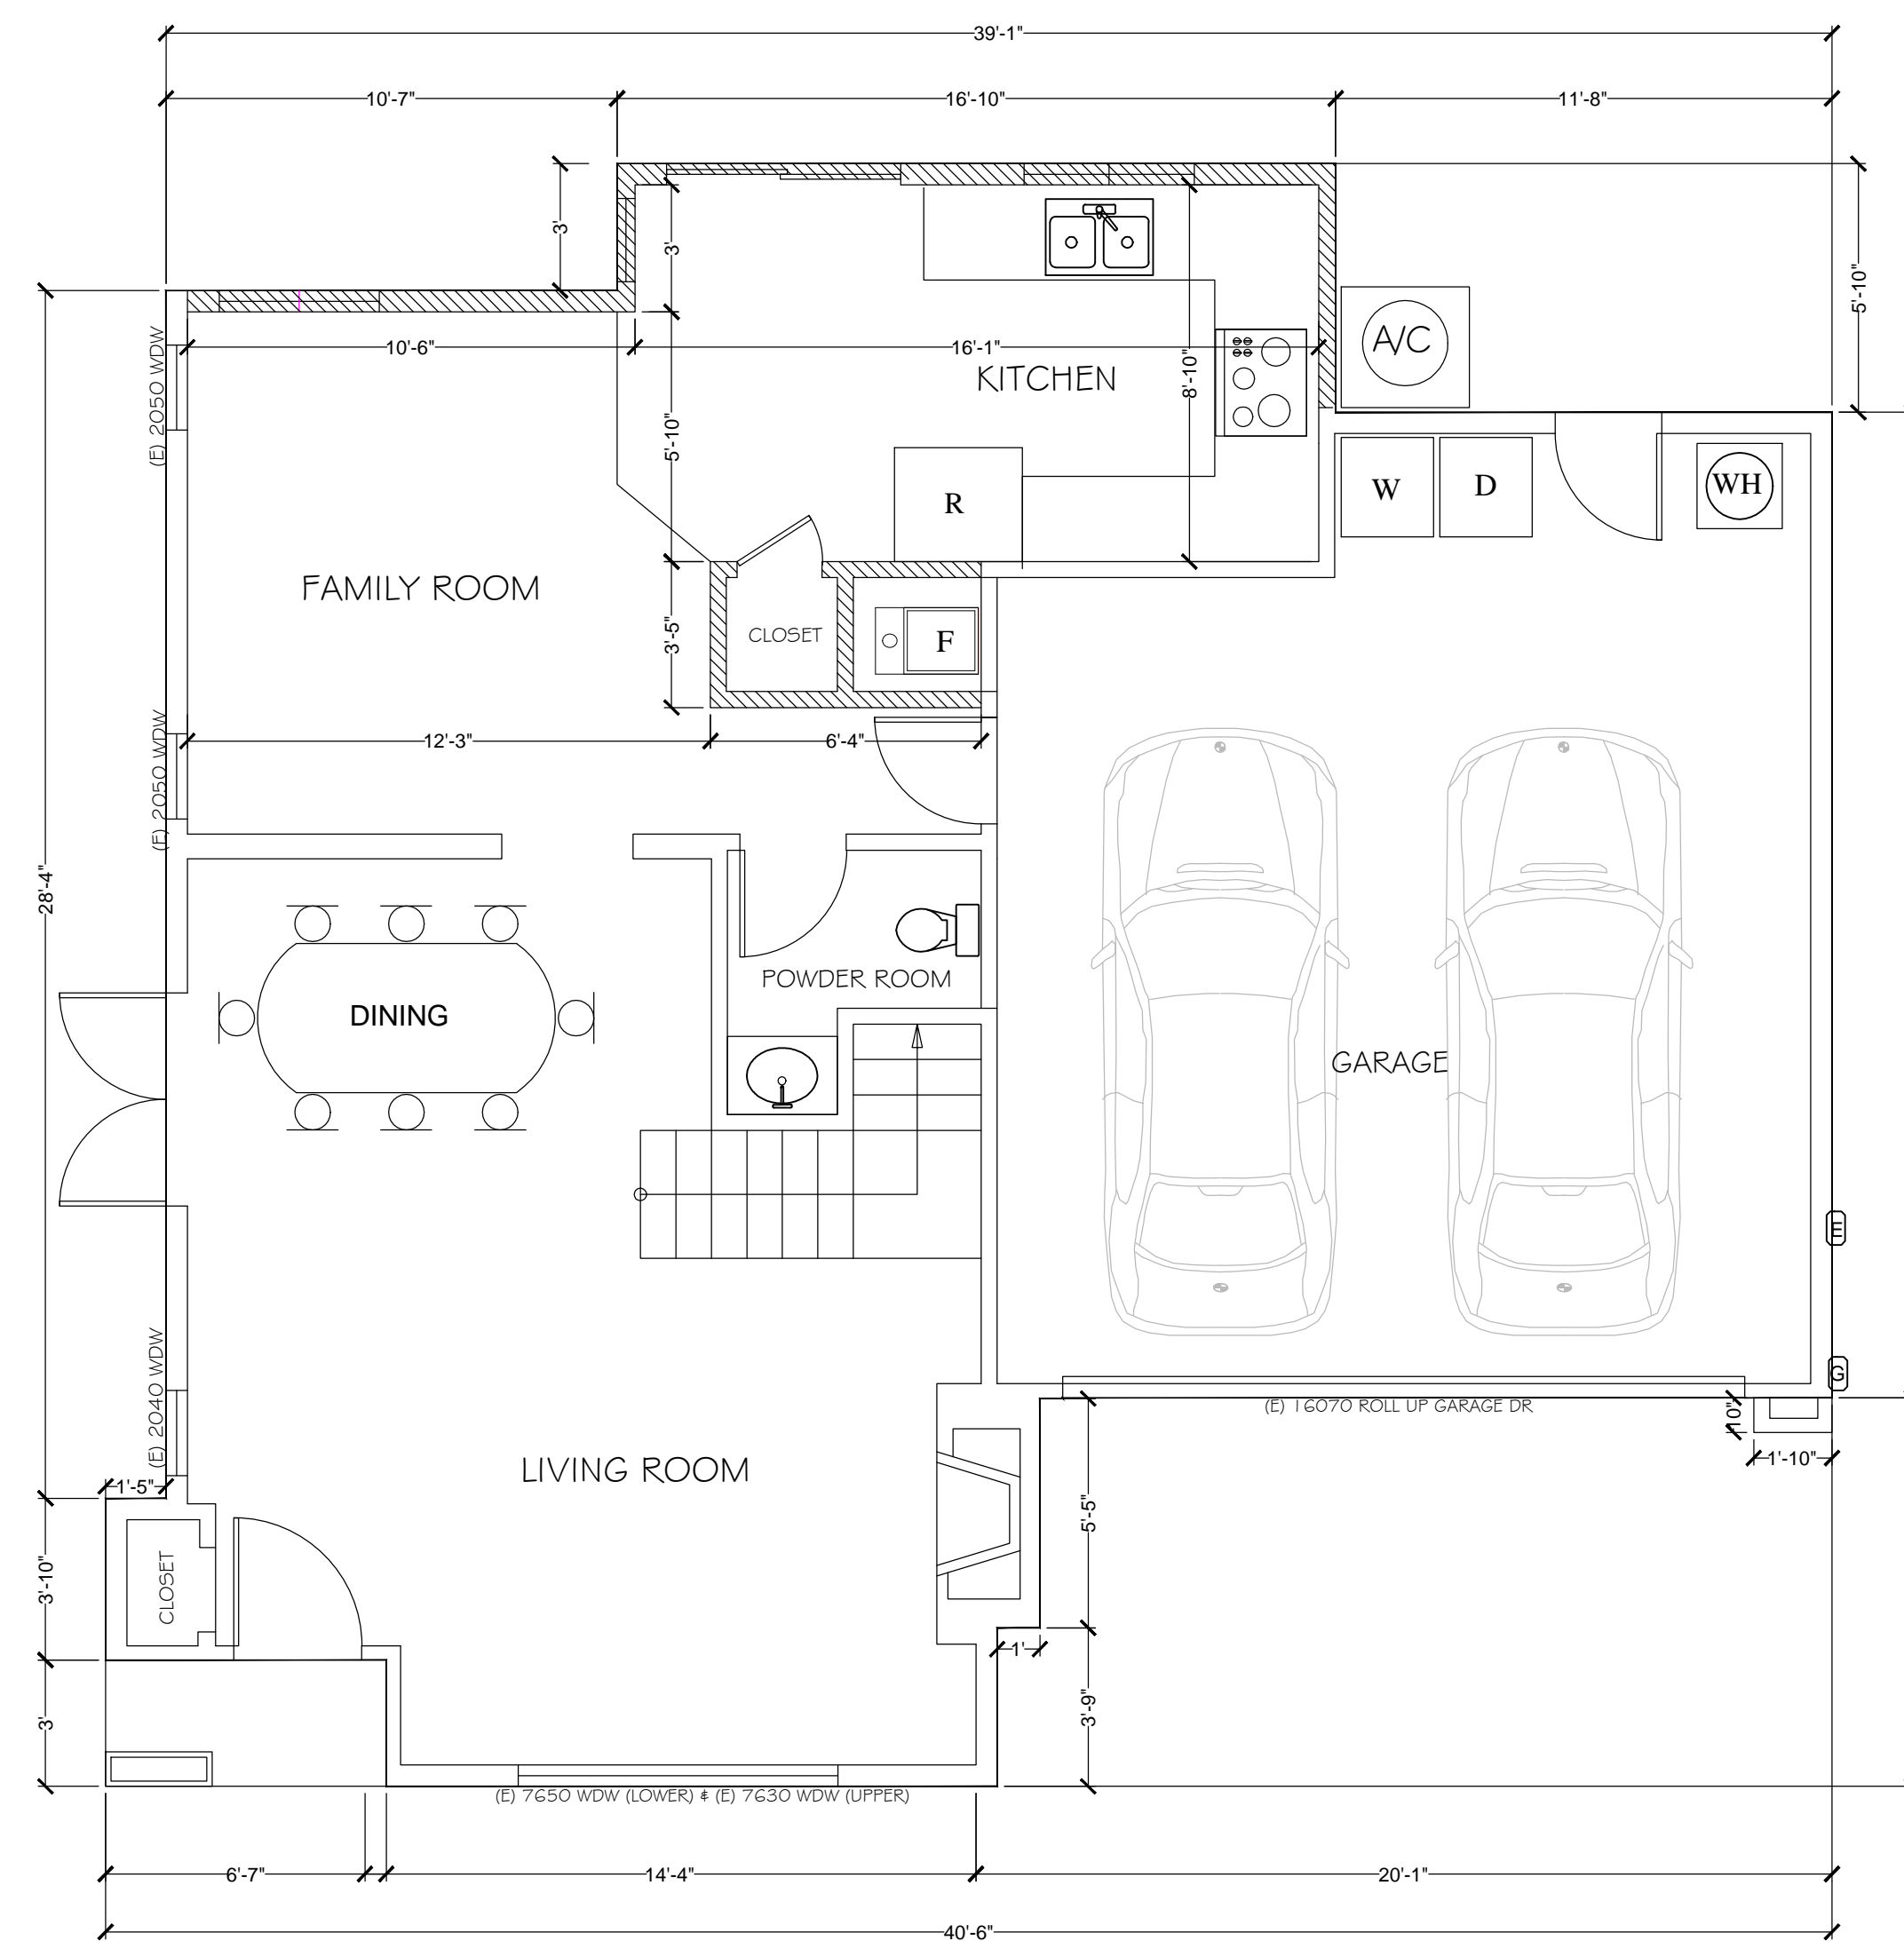 39'-1"
10'-7"
16'-10"
11'-8"
3'
3'
5'-10"
(E) 2050 WDW
10'-6"
16'-1"
KITCHEN
8'-10"
A/C
5'-10"
R
W
D
WH
FAMILY ROOM
CLOSET
3'-5"
F
(E) 2050 WDW
12'-3"
6'-4"
28'-4"
POWDER ROOM
DINING
GARAGE
E
G
(E) 2040 WDW
(E) 16070 ROLL UP GARAGE DR
10"
1'-10"
LIVING ROOM
1'-5"
5'-5"
CLOSET
3'-10"
1'
3'-9"
3'
(E) 7650 WDW (LOWER) & (E) 7630 WDW (UPPER)
6'-7"
14'-4"
20'-1"
40'-6"